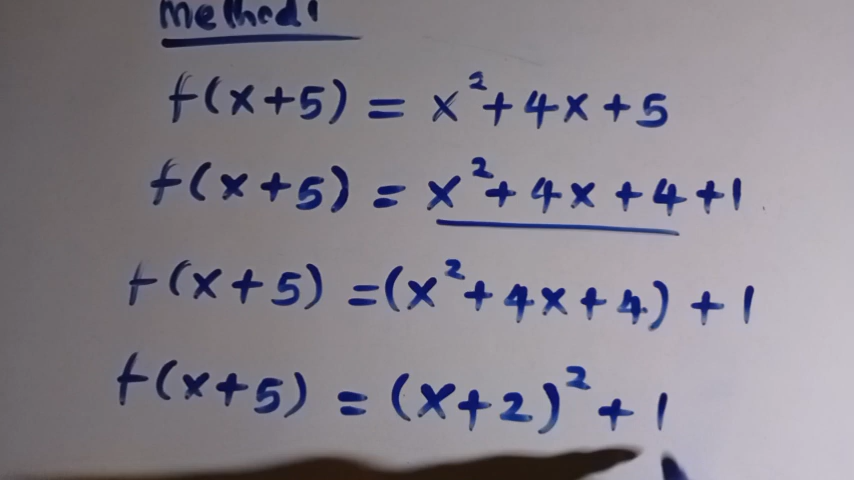 Method 1
f(x+5) = x²+4x+5
f(x+5) = x²+4x+4+1
f(x+5) =(x²+4x+4)+1
f(x+5) = (x+2)²+1